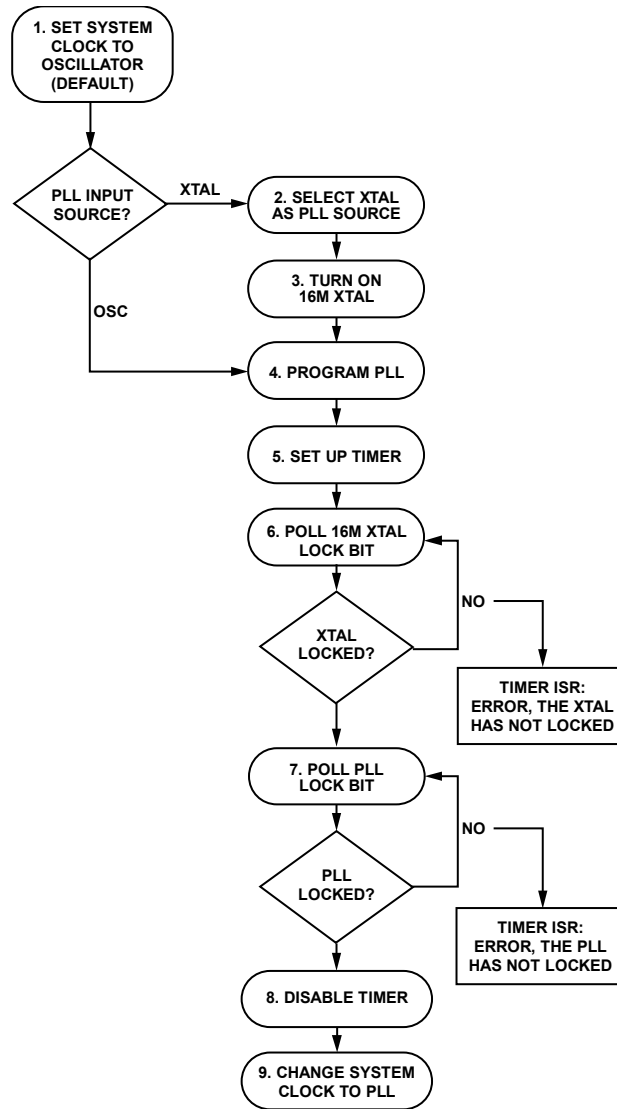 1. SET SYSTEM
CLOCK TO
OSCILLATOR
(DEFAULT)
PLL INPUT
SOURCE?
XTAL
2. SELECT XTAL
AS PLL SOURCE
3. TURN ON
16M XTAL
OSC
4. PROGRAM PLL
5. SET UP TIMER
6. POLL 16M XTAL
LOCK BIT
XTAL
LOCKED?
NO
TIMER ISR:
ERROR, THE XTAL
HAS NOT LOCKED
7. POLL PLL
LOCK BIT
PLL
LOCKED?
NO
TIMER ISR:
ERROR, THE PLL
HAS NOT LOCKED
8. DISABLE TIMER
9. CHANGE SYSTEM
CLOCK TO PLL